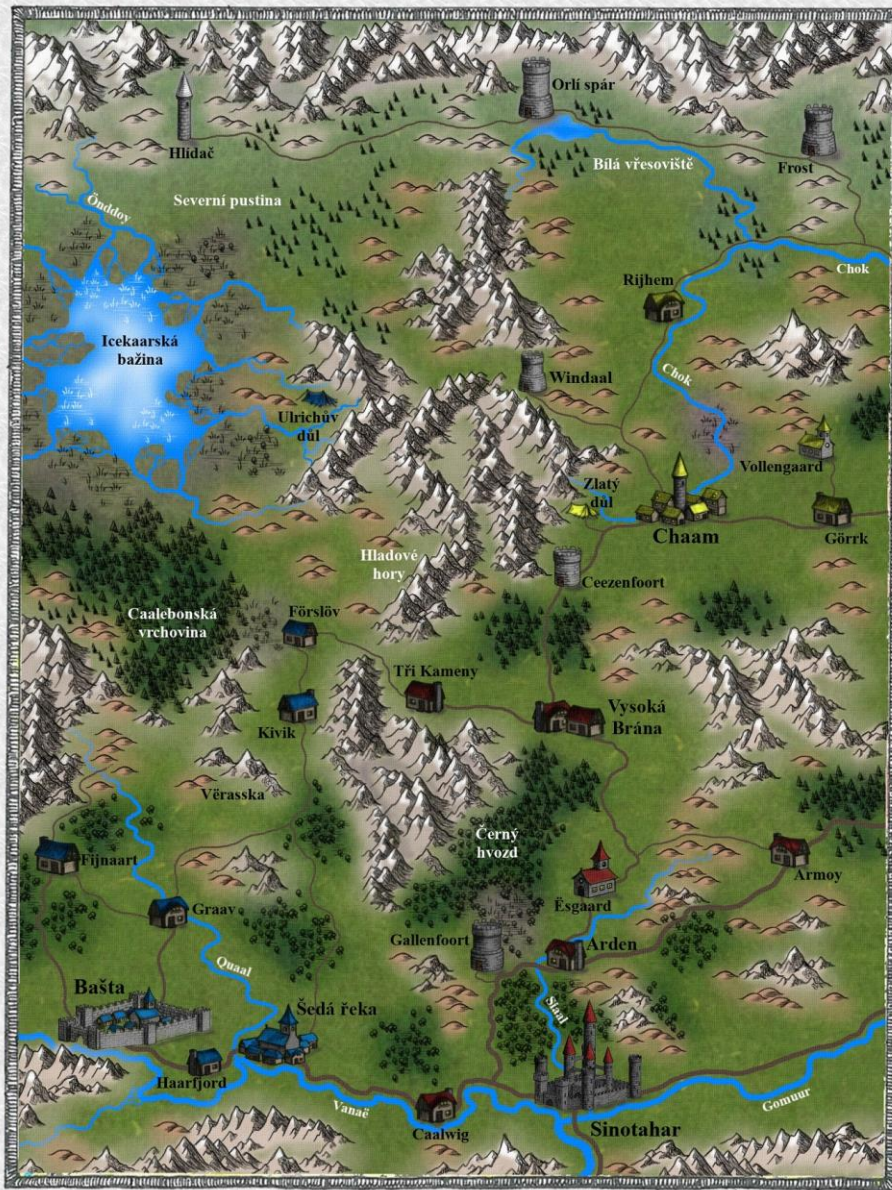 Orlí spár
Hlídač
Bílá vřesoviště
Frost
Severní pustina
Önddoy
Chok
Rijhem
Icekaarská
bažina
Windaal
Chok
Ulrichův
důl
Vollengaard
Zlatý
důl
Chaam
Görrk
Hladové
hory
Ceezenfoort
Caalebonská
vrchovina
Förslöv
Tři Kameny
Kivik
Vysoká
Brána
Vërasska
Černý
hvozd
Fijnaart
Armoy
Ësgaard
Graav
Gallenfoort
Arden
Quaal
Bašta
Šedá řeka
Slaal
Haarfjord
Vanaë
Caalwig
Gomuur
Sinotahar